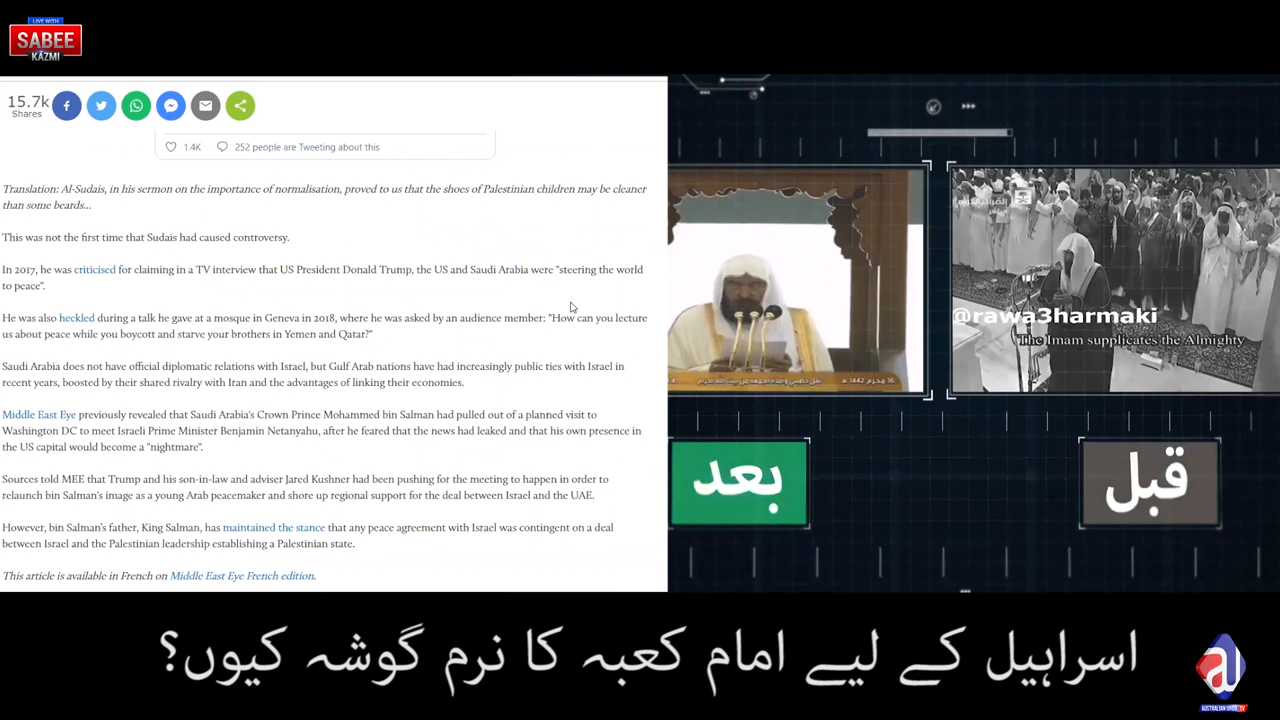 LIVE WITH
SABEE
KAZMI
15.7k
Shares
1.4K 252 people are Tweeting about this
Translation: Al-Sudais, in his sermon on the importance of normalisation, proved to us that the shoes of Palestinian children may be cleaner
than some beards...
This was not the first time that Sudais had caused controversy.
In 2017, he was criticised for claiming in a TV interview that US President Donald Trump, the US and Saudi Arabia were "steering the world
to peace".
He was also heckled during a talk he gave at a mosque in Geneva in 2018, where he was asked by an audience member: "How can you lecture
us about peace while you boycott and starve your brothers in Yemen and Qatar?"
Saudi Arabia does not have official diplomatic relations with Israel, but Gulf Arab nations have had increasingly public ties with Israel in
recent years, boosted by their shared rivalry with Iran and the advantages of linking their economies.
Middle East Eye previously revealed that Saudi Arabia's Crown Prince Mohammed bin Salman had pulled out of a planned visit to
Washington DC to meet Israeli Prime Minister Benjamin Netanyahu, after he feared that the news had leaked and that his own presence in
the US capital would become a "nightmare".
Sources told MEE that Trump and his son-in-law and adviser Jared Kushner had been pushing for the meeting to happen in order to
relaunch bin Salman's image as a young Arab peacemaker and shore up regional support for the deal between Israel and the UAE.
However, bin Salman's father, King Salman, has maintained the stance that any peace agreement with Israel was contingent on a deal
between Israel and the Palestinian leadership establishing a Palestinian state.
This article is available in French on Middle East Eye French edition.
@rawa3harmaki
The Imam supplicates the Almighty
16 محرم 1442 هـ
قبل
بعد
اسراہیل کے لیے امام کعبہ کا نرم گوشہ کیوں؟
AUSTRALIAN URDU TV